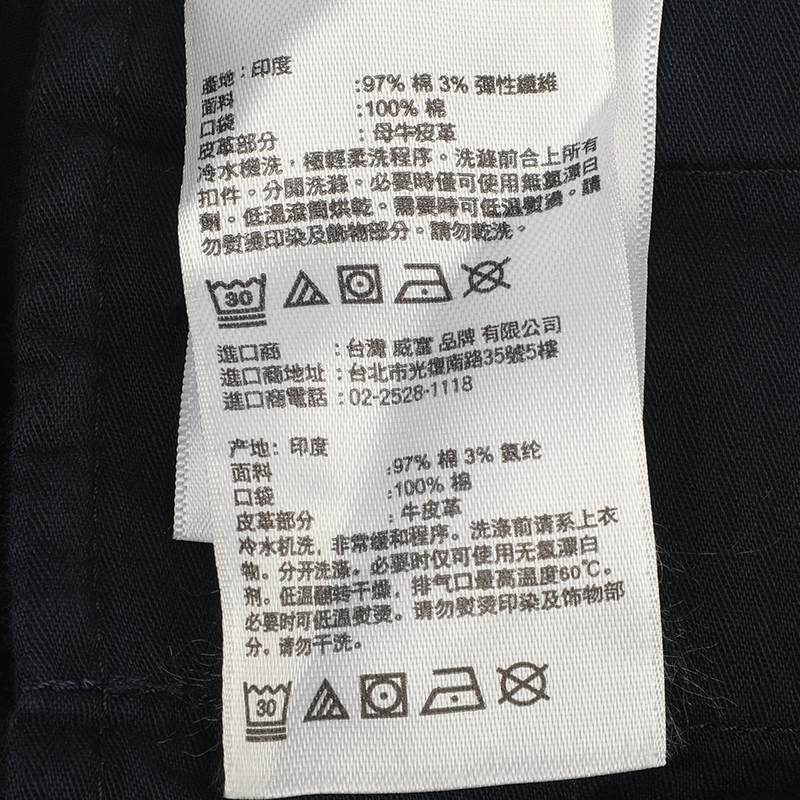 產地：印度
面料 :97% 棉 3% 彈性纖維
口袋 :100% 棉
皮革部分 : 母牛皮革
冷水機洗，極輕柔洗程序。洗滌前合上所有
扣件。分開洗滌。必要時僅可使用無氯漂白
劑。低溫滾筒烘乾。需要時可低溫熨燙。請
勿熨燙印染及飾物部分。請勿乾洗。
30
進口商 : 台灣 威富 品牌 有限公司
進口商地址 : 台北市光復南路35號5樓
進口商電話 : 02-2528-1118
产地：印度
面料 :97% 棉 3% 氨纶
口袋 :100% 棉
皮革部分 : 牛皮革
冷水机洗, 非常缓和程序。洗涤前请系上衣
物。分开洗涤。必要时仅可使用无氯漂白
剂。低温翻转干燥，排气口最高温度60℃。
必要时可低温熨烫。请勿熨烫印染及饰物部
分。请勿干洗。
30